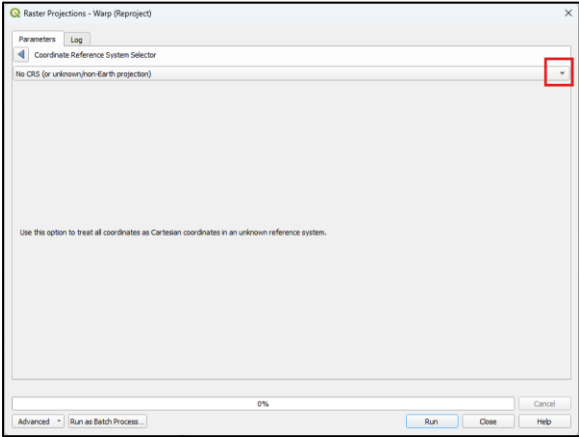 Raster Projections - Warp (Reproject)
Parameters Log
Coordinate Reference System Selector
No CRS (or unknown/non-Earth projection)
Use this option to treat all coordinates as Cartesian coordinates in an unknown reference system.
0%
Cancel
Advanced Run as Batch Process... Run Close Help